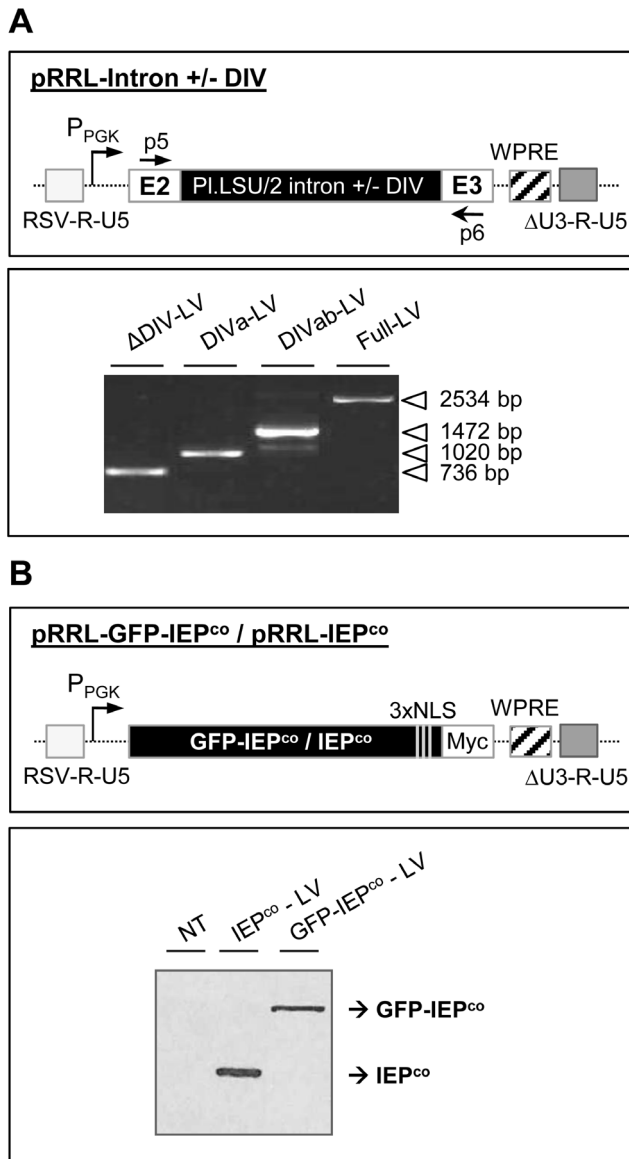 A
pRRL-Intron +/- DIV
P_PGK
p5
WPRE
E2
Pl.LSU/2 intron +/- DIV
E3
RSV-R-U5
p6
ΔU3-R-U5
ΔDIV-LV
DIVa-LV
DIVab-LV
Full-LV
2534 bp
1472 bp
1020 bp
736 bp
B
pRRL-GFP-IEPᶜᵒ / pRRL-IEPᶜᵒ
P_PGK
3xNLS
WPRE
GFP-IEPᶜᵒ / IEPᶜᵒ
Myc
RSV-R-U5
ΔU3-R-U5
NT
IEPᶜᵒ - LV
GFP-IEPᶜᵒ - LV
→ GFP-IEPᶜᵒ
→ IEPᶜᵒ